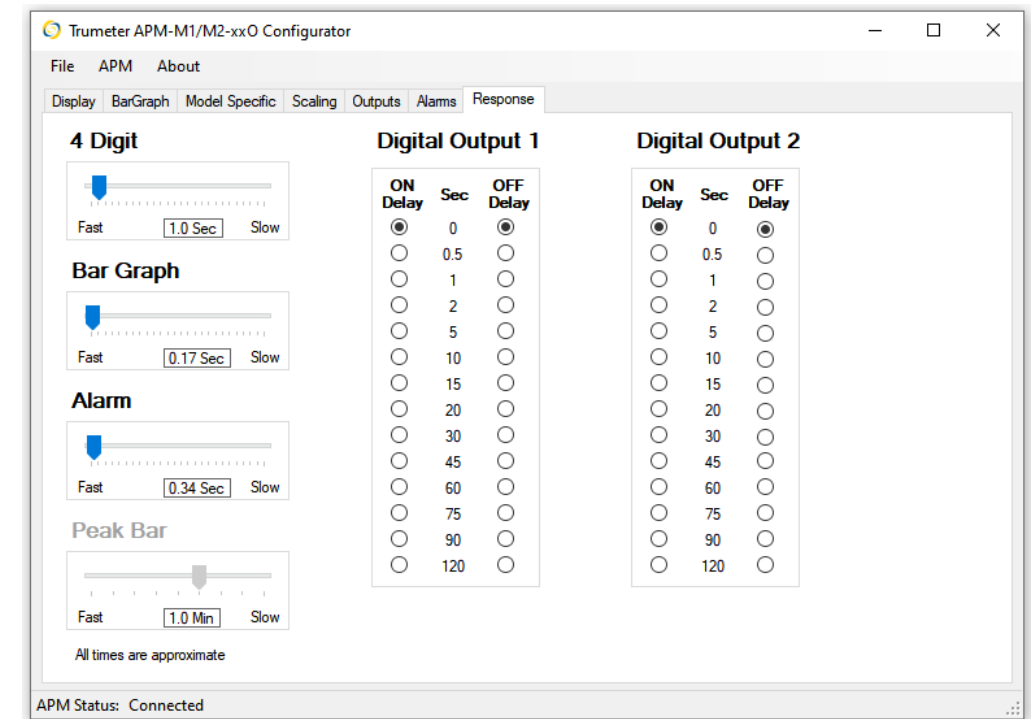 Trumeter APM-M1/M2-xxO Configurator
File APM About
Display BarGraph Model Specific Scaling Outputs Alarms Response
4 Digit
Fast 1.0 Sec Slow
Bar Graph
Fast 0.17 Sec Slow
Alarm
Fast 0.34 Sec Slow
Peak Bar
Fast 1.0 Min Slow
All times are approximate
Digital Output 1
ON Delay Sec OFF Delay
0
0.5
1
2
5
10
15
20
30
45
60
75
90
120
Digital Output 2
ON Delay Sec OFF Delay
0
0.5
1
2
5
10
15
20
30
45
60
75
90
120
APM Status: Connected